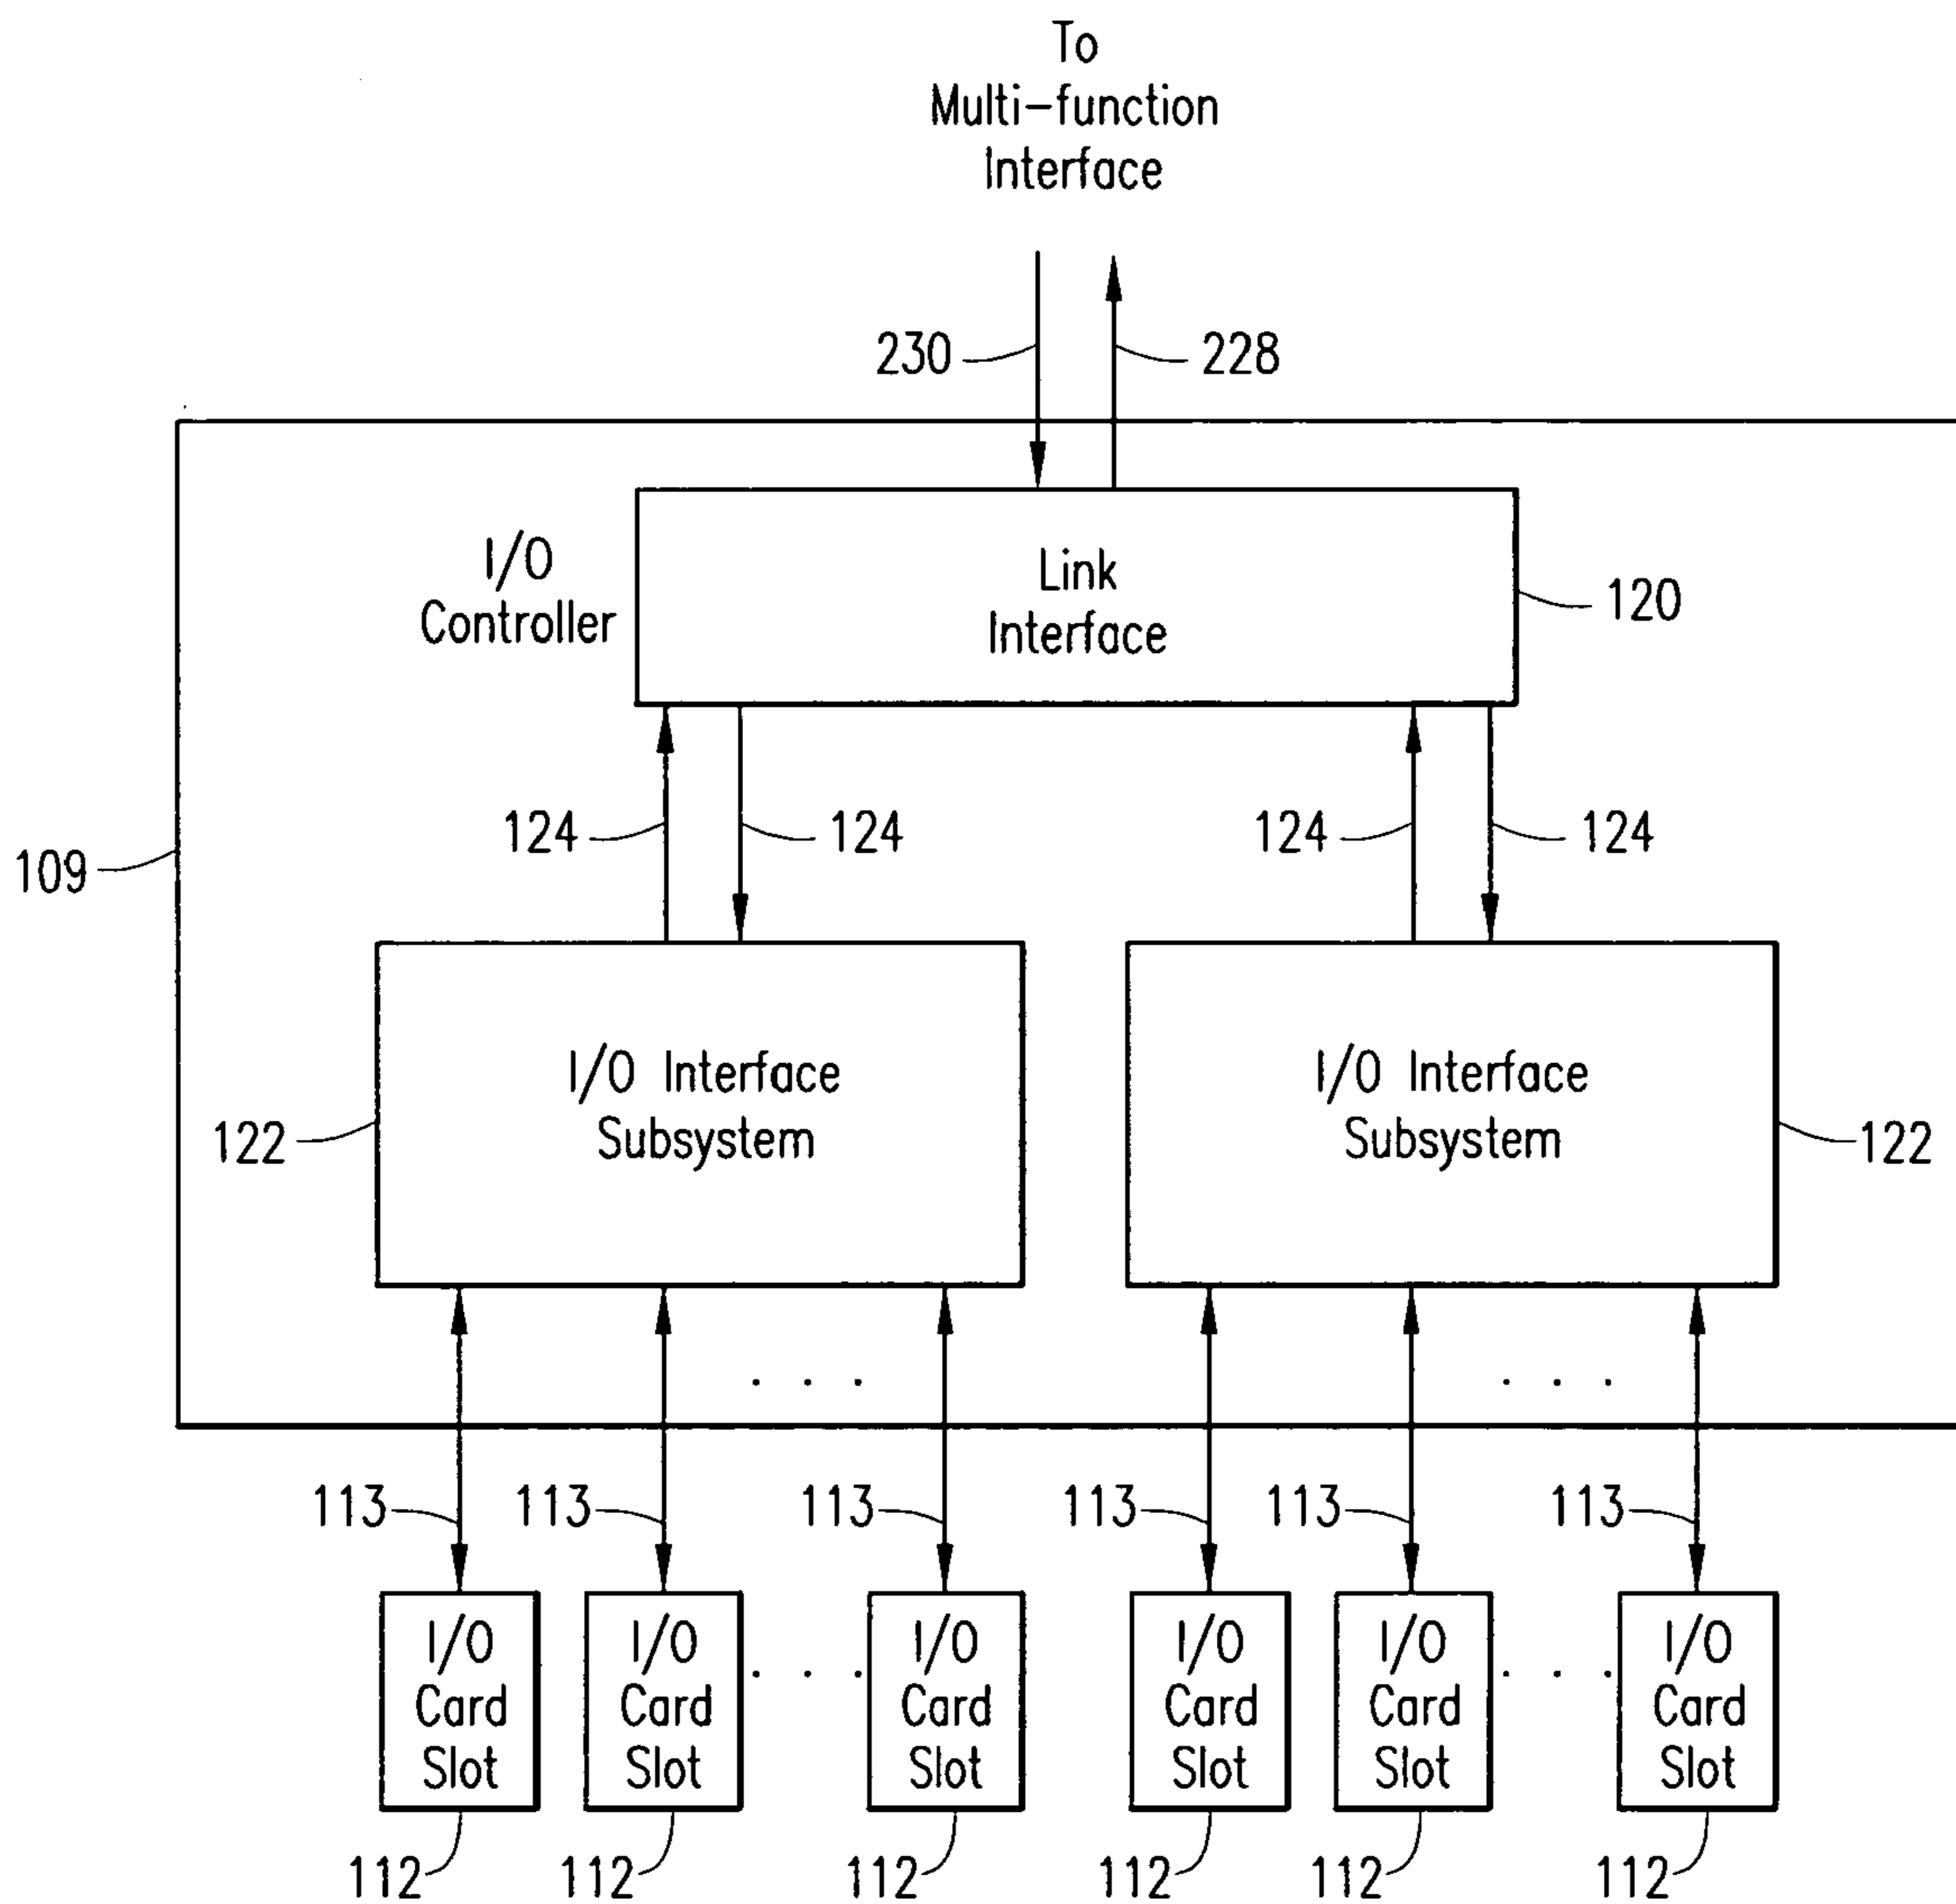 To
Multi-function
Interface
230
228
I/O
Controller
Link
Interface
120
124
124
124
124
109
I/O Interface
Subsystem
I/O Interface
Subsystem
122
122
. . .
. . .
113
113
113
113
113
113
I/O
Card
Slot
I/O
Card
Slot
. . .
I/O
Card
Slot
I/O
Card
Slot
I/O
Card
Slot
. . .
I/O
Card
Slot
112
112
112
112
112
112